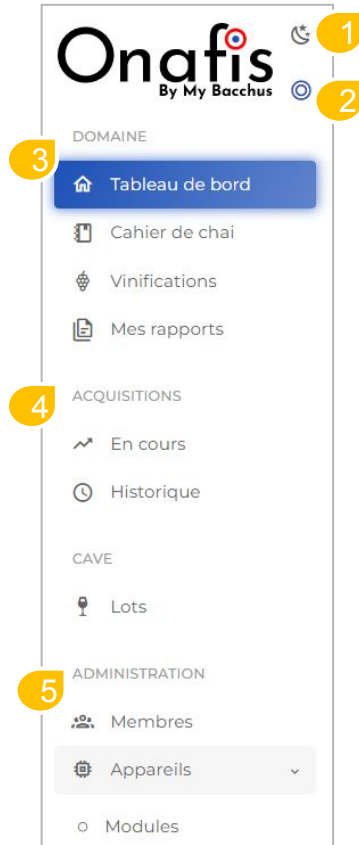 Onafis
By My Bacchus
1
2
DOMAINE
3
Tableau de bord
Cahier de chai
Vinifications
Mes rapports
4
ACQUISITIONS
En cours
Historique
CAVE
Lots
5
ADMINISTRATION
Membres
Appareils
Modules